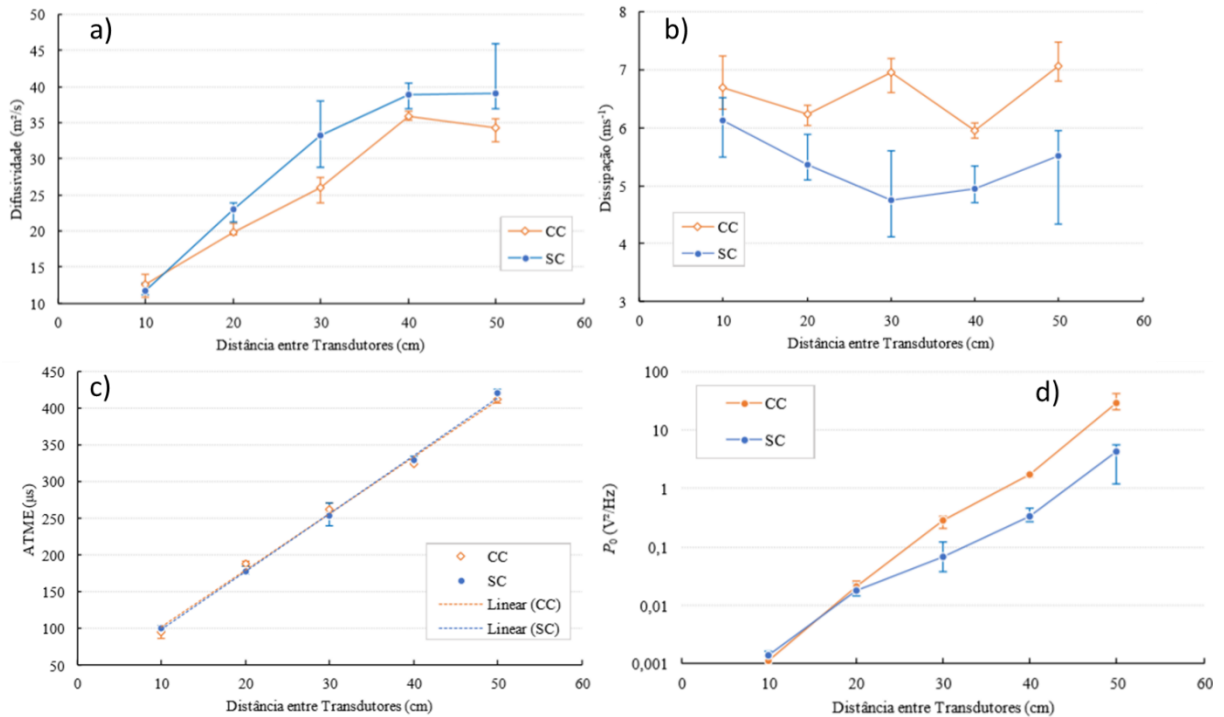 a)
Difusividade (m²/s)
50
45
40
35
30
25
20
15
10
0
10
20
30
40
50
60
Distância entre Transdutores (cm)
CC
SC
b)
Dissipação (ms⁻¹)
8
7
6
5
4
3
0
10
20
30
40
50
60
Distância entre Transdutores (cm)
CC
SC
c)
ATME (μs)
450
400
350
300
250
200
150
100
50
0
10
20
30
40
50
60
Distância entre Transdutores (cm)
CC
SC
Linear (CC)
Linear (SC)
d)
P₀ (V²/Hz)
100
10
1
0,1
0,01
0,001
0
10
20
30
40
50
60
Distância entre Transdutores (cm)
CC
SC